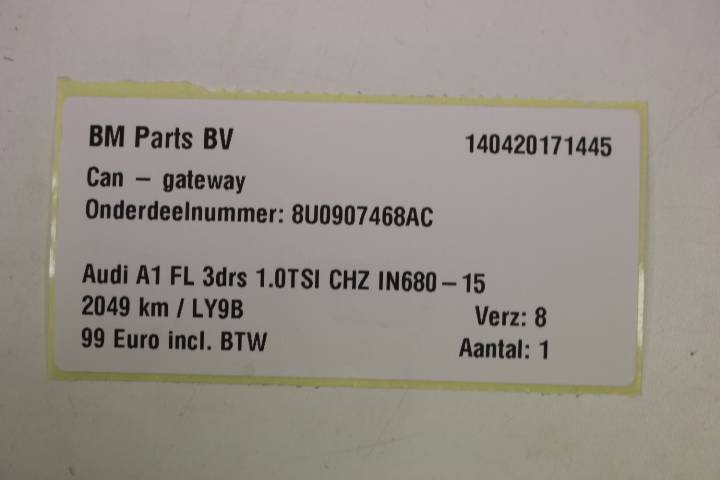 BM Parts BV 140420171445
Can – gateway
Onderdeelnummer: 8U0907468AC
Audi A1 FL 3drs 1.0TSI CHZ IN680 – 15
2049 km / LY9B Verz: 8
99 Euro incl. BTW Aantal: 1